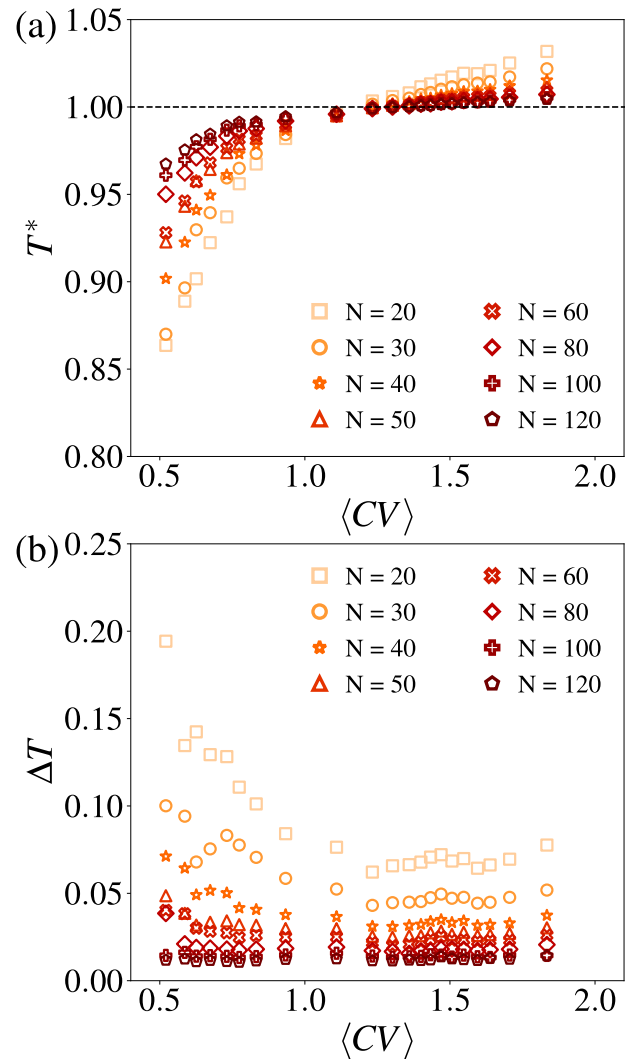 (a)
1.05
1.00
0.95
0.90
0.85
0.80
T*
N = 20 N = 60
N = 30 N = 80
N = 40 N = 100
N = 50 N = 120
0.5 1.0 1.5 2.0
⟨CV⟩
(b)
0.25
0.20
0.15
0.10
0.05
0.00
ΔT
N = 20 N = 60
N = 30 N = 80
N = 40 N = 100
N = 50 N = 120
0.5 1.0 1.5 2.0
⟨CV⟩